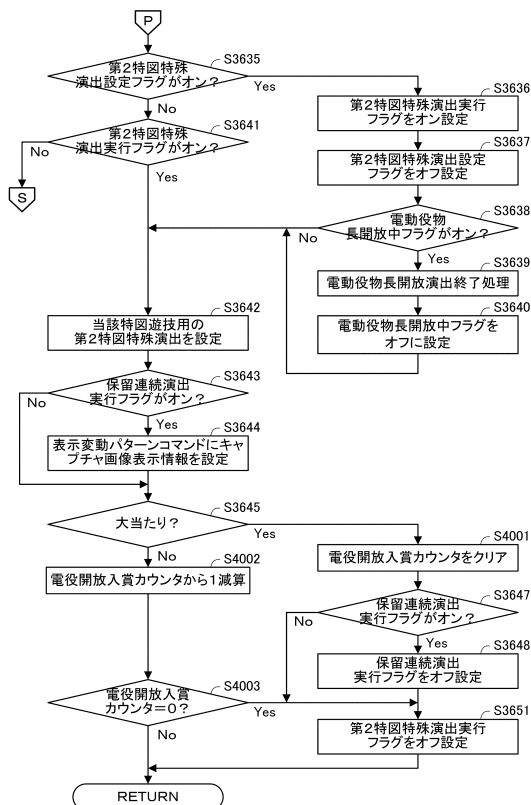 P
S3635
第2特図特殊
演出設定フラグがオン?
Yes
No
S3636
第2特図特殊演出実行
フラグをオン設定
S3641
第2特図特殊
演出実行フラグがオン?
No
Yes
S
S3637
第2特図特殊演出設定
フラグをオフ設定
S3638
電動役物
長開放中フラグがオン?
No
Yes
S3639
電動役物長開放演出終了処理
S3640
電動役物長開放中フラグを
オフに設定
S3642
当該特図遊技用の
第2特図特殊演出を設定
S3643
保留連続演出
実行フラグがオン?
No
Yes
S3644
表示変動パターンコマンドにキャ
プチャ画像表示情報を設定
S3645
大当たり?
Yes
No
S4001
電役開放入賞カウンタをクリア
S4002
電役開放入賞カウンタから1減算
S3647
保留連続演出
実行フラグがオン?
No
Yes
S3648
保留連続演出
実行フラグをオフ設定
S4003
電役開放入賞
カウンタ=0?
Yes
No
S3651
第2特図特殊演出実行
フラグをオフ設定
RETURN